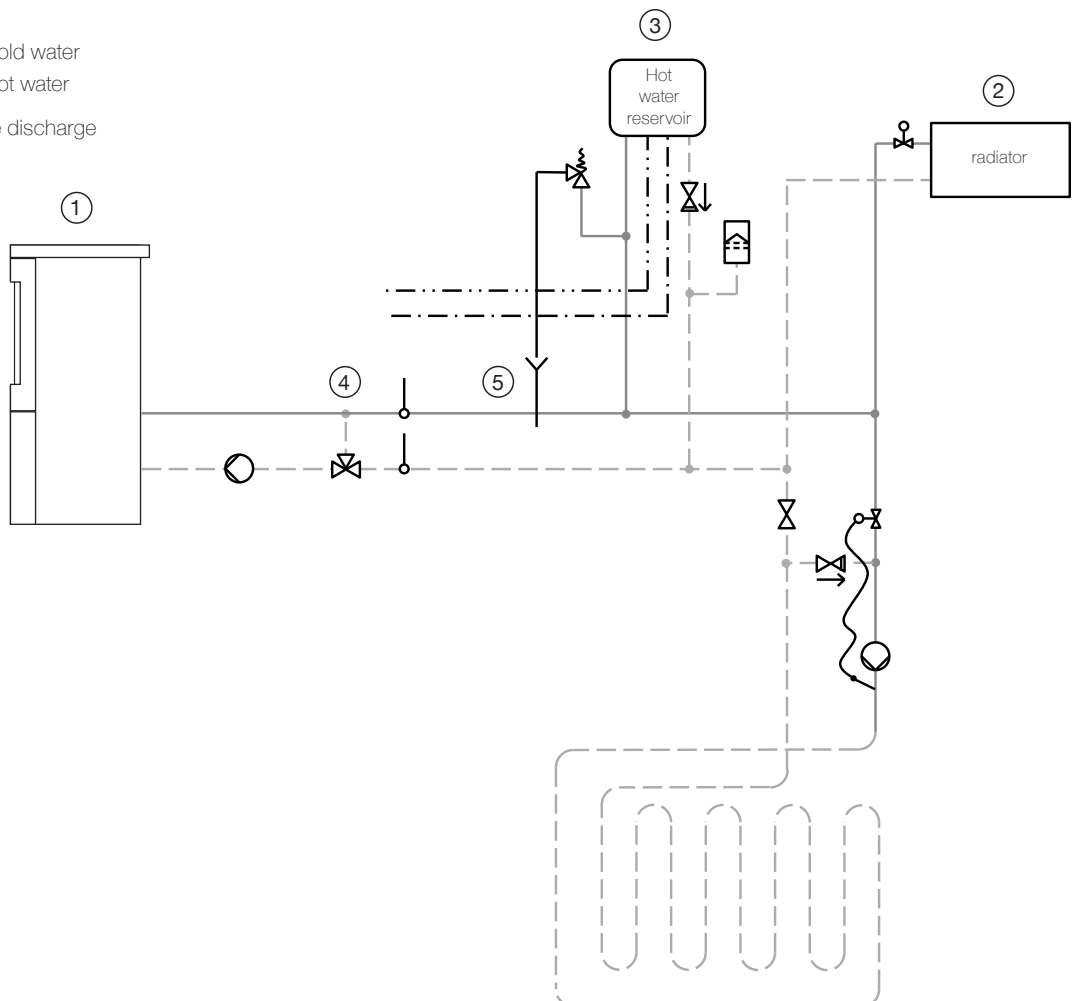 old water
ot water
e discharge
3
Hot
water
reservoir
2
radiator
1
4
5